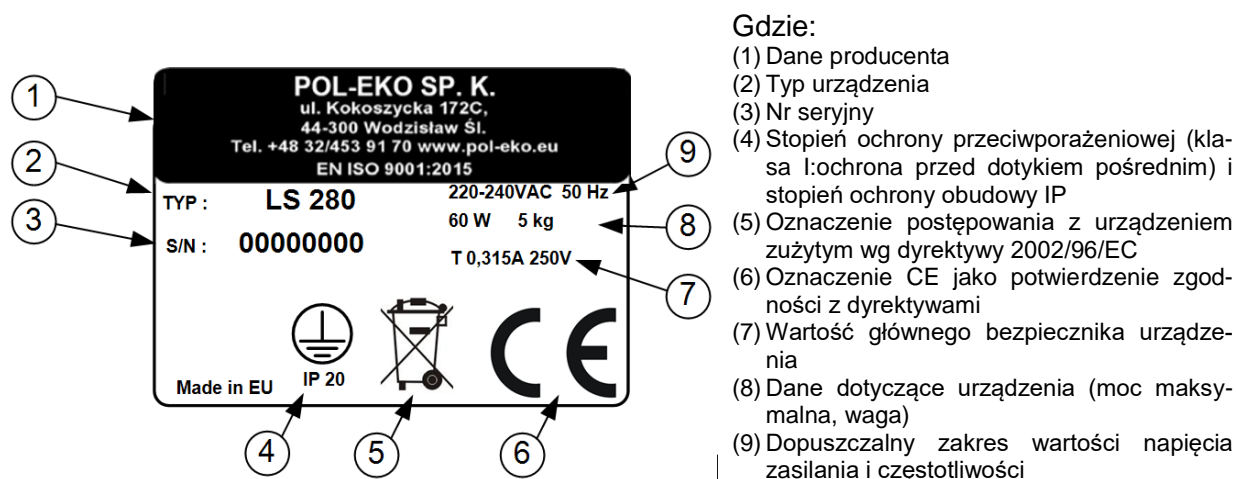 POL-EKO SP. K.
ul. Kokoszycka 172C,
44-300 Wodzisław Śl.
Tel. +48 32/453 91 70 www.pol-eko.eu
EN ISO 9001:2015
TYP : LS 280
220-240VAC 50 Hz
60 W 5 kg
S/N : 00000000
T 0,315A 250V
IP 20
Made in EU
CE
1
2
3
4
5
6
7
8
9
Gdzie:
(1) Dane producenta
(2) Typ urządzenia
(3) Nr seryjny
(4) Stopień ochrony przeciwporażeniowej (kla-
sa I:ochrona przed dotykiem pośrednim) i
stopień ochrony obudowy IP
(5) Oznaczenie postępowania z urządzeniem
zużytym wg dyrektywy 2002/96/EC
(6) Oznaczenie CE jako potwierdzenie zgod-
ności z dyrektywami
(7) Wartość głównego bezpiecznika urządze-
nia
(8) Dane dotyczące urządzenia (moc maksy-
malna, waga)
(9) Dopuszczalny zakres wartości napięcia
zasilania i częstotliwości